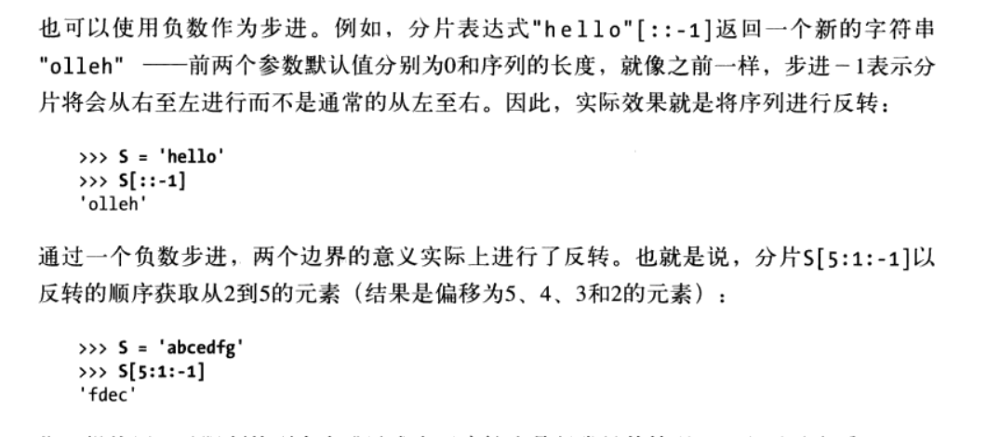 也可以使用负数作为步进。例如，分片表达式"hello"[::-1]返回一个新的字符串
"olleh" ——前两个参数默认值分别为0和序列的长度，就像之前一样，步进－1表示分
片将会从右至左进行而不是通常的从左至右。因此，实际效果就是将序列进行反转：
>>> S = 'hello'
>>> S[::-1]
'olleh'
通过一个负数步进，两个边界的意义实际上进行了反转。也就是说，分片S[5:1:-1]以
反转的顺序获取从2到5的元素（结果是偏移为5、4、3和2的元素）：
>>> S = 'abcedfg'
>>> S[5:1:-1]
'fdec'